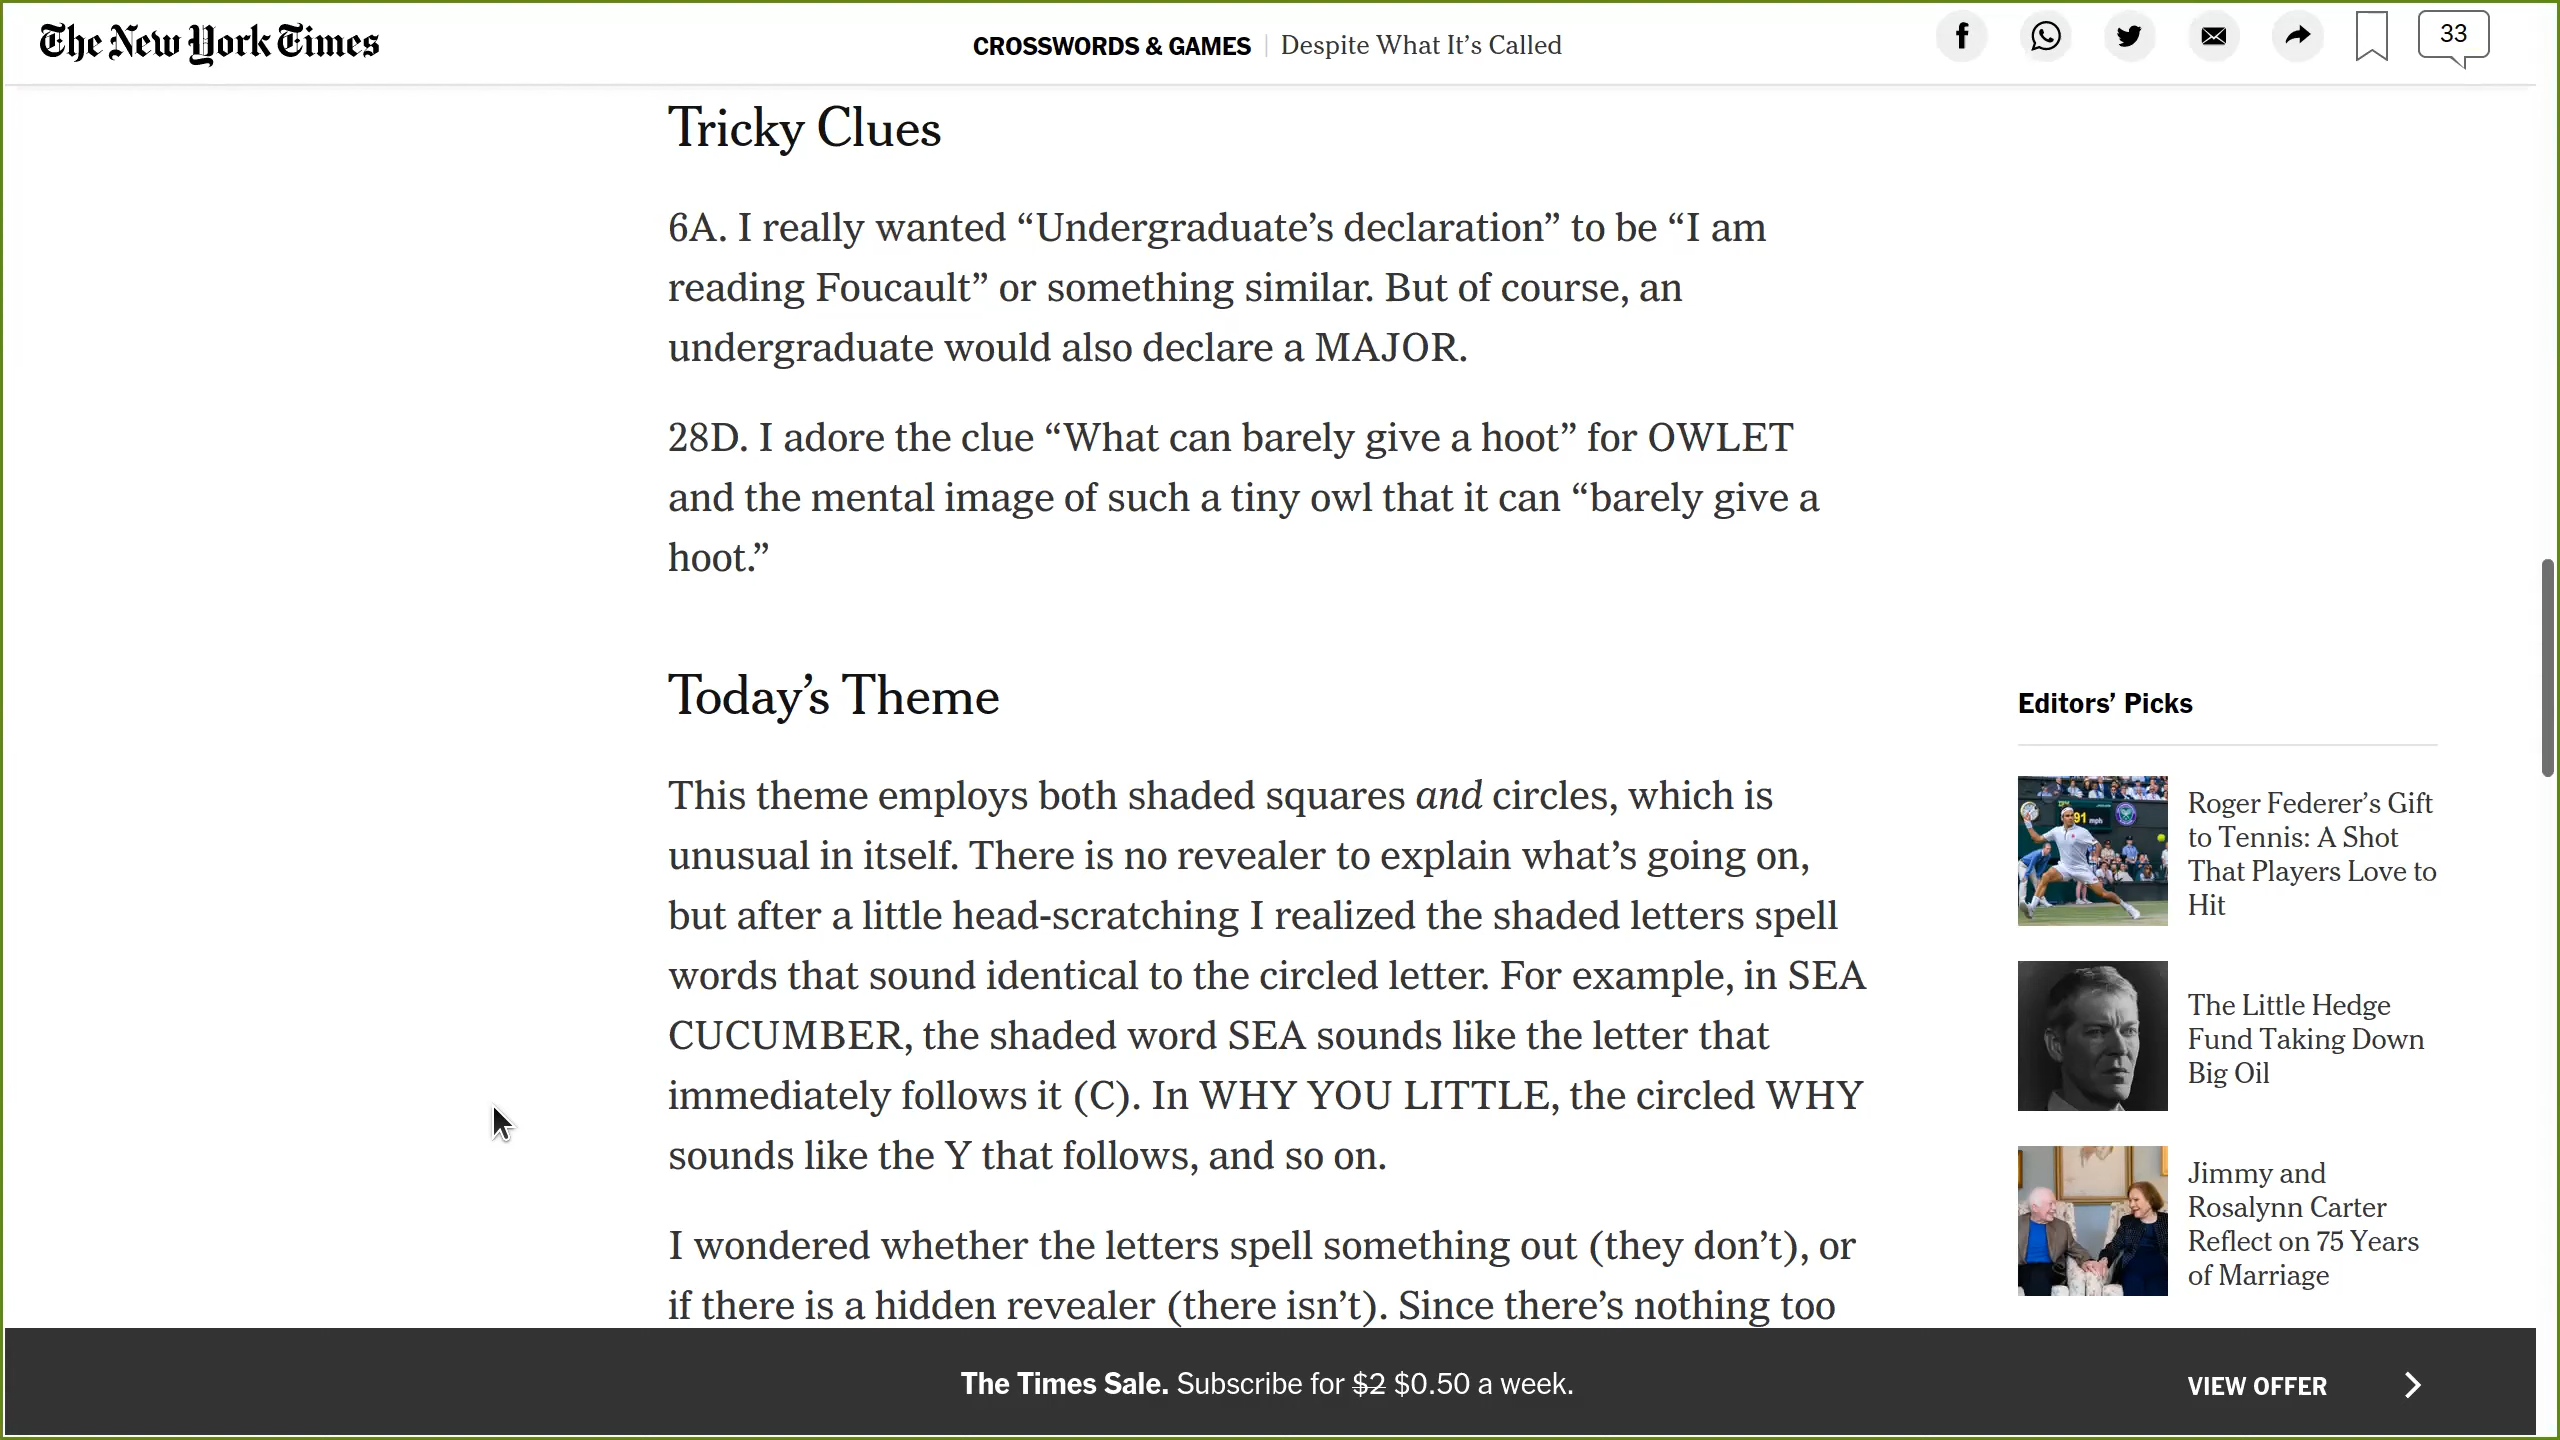 The New York Times
CROSSWORDS & GAMES | Despite What It’s Called
33
Tricky Clues
6A. I really wanted “Undergraduate’s declaration” to be “I am
reading Foucault” or something similar. But of course, an
undergraduate would also declare a MAJOR.
28D. I adore the clue “What can barely give a hoot” for OWLET
and the mental image of such a tiny owl that it can “barely give a
hoot.”
Today’s Theme
This theme employs both shaded squares and circles, which is
unusual in itself. There is no revealer to explain what’s going on,
but after a little head-scratching I realized the shaded letters spell
words that sound identical to the circled letter. For example, in SEA
CUCUMBER, the shaded word SEA sounds like the letter that
immediately follows it (C). In WHY YOU LITTLE, the circled WHY
sounds like the Y that follows, and so on.
I wondered whether the letters spell something out (they don’t), or
if there is a hidden revealer (there isn’t). Since there’s nothing too
Editors’ Picks
91 mph
Roger Federer’s Gift
to Tennis: A Shot
That Players Love to
Hit
The Little Hedge
Fund Taking Down
Big Oil
Jimmy and
Rosalynn Carter
Reflect on 75 Years
of Marriage
The Times Sale. Subscribe for $2 $0.50 a week.
VIEW OFFER